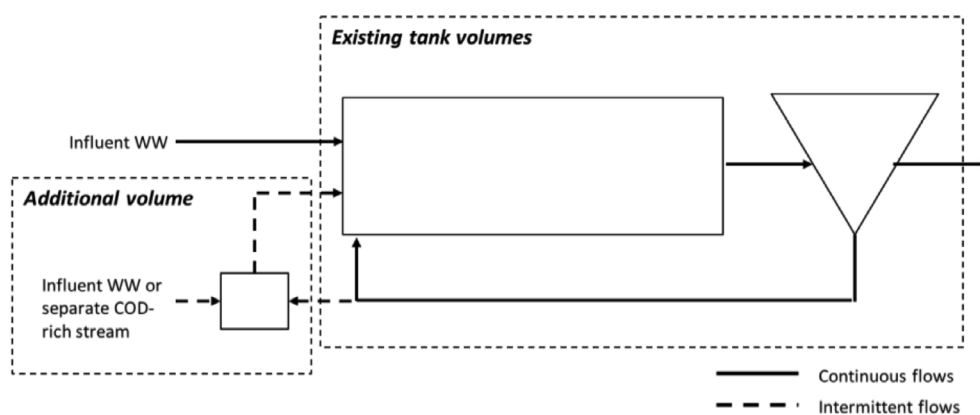 Existing tank volumes
Influent WW
Additional volume
Influent WW or
separate COD-
rich stream
Continuous flows
Intermittent flows